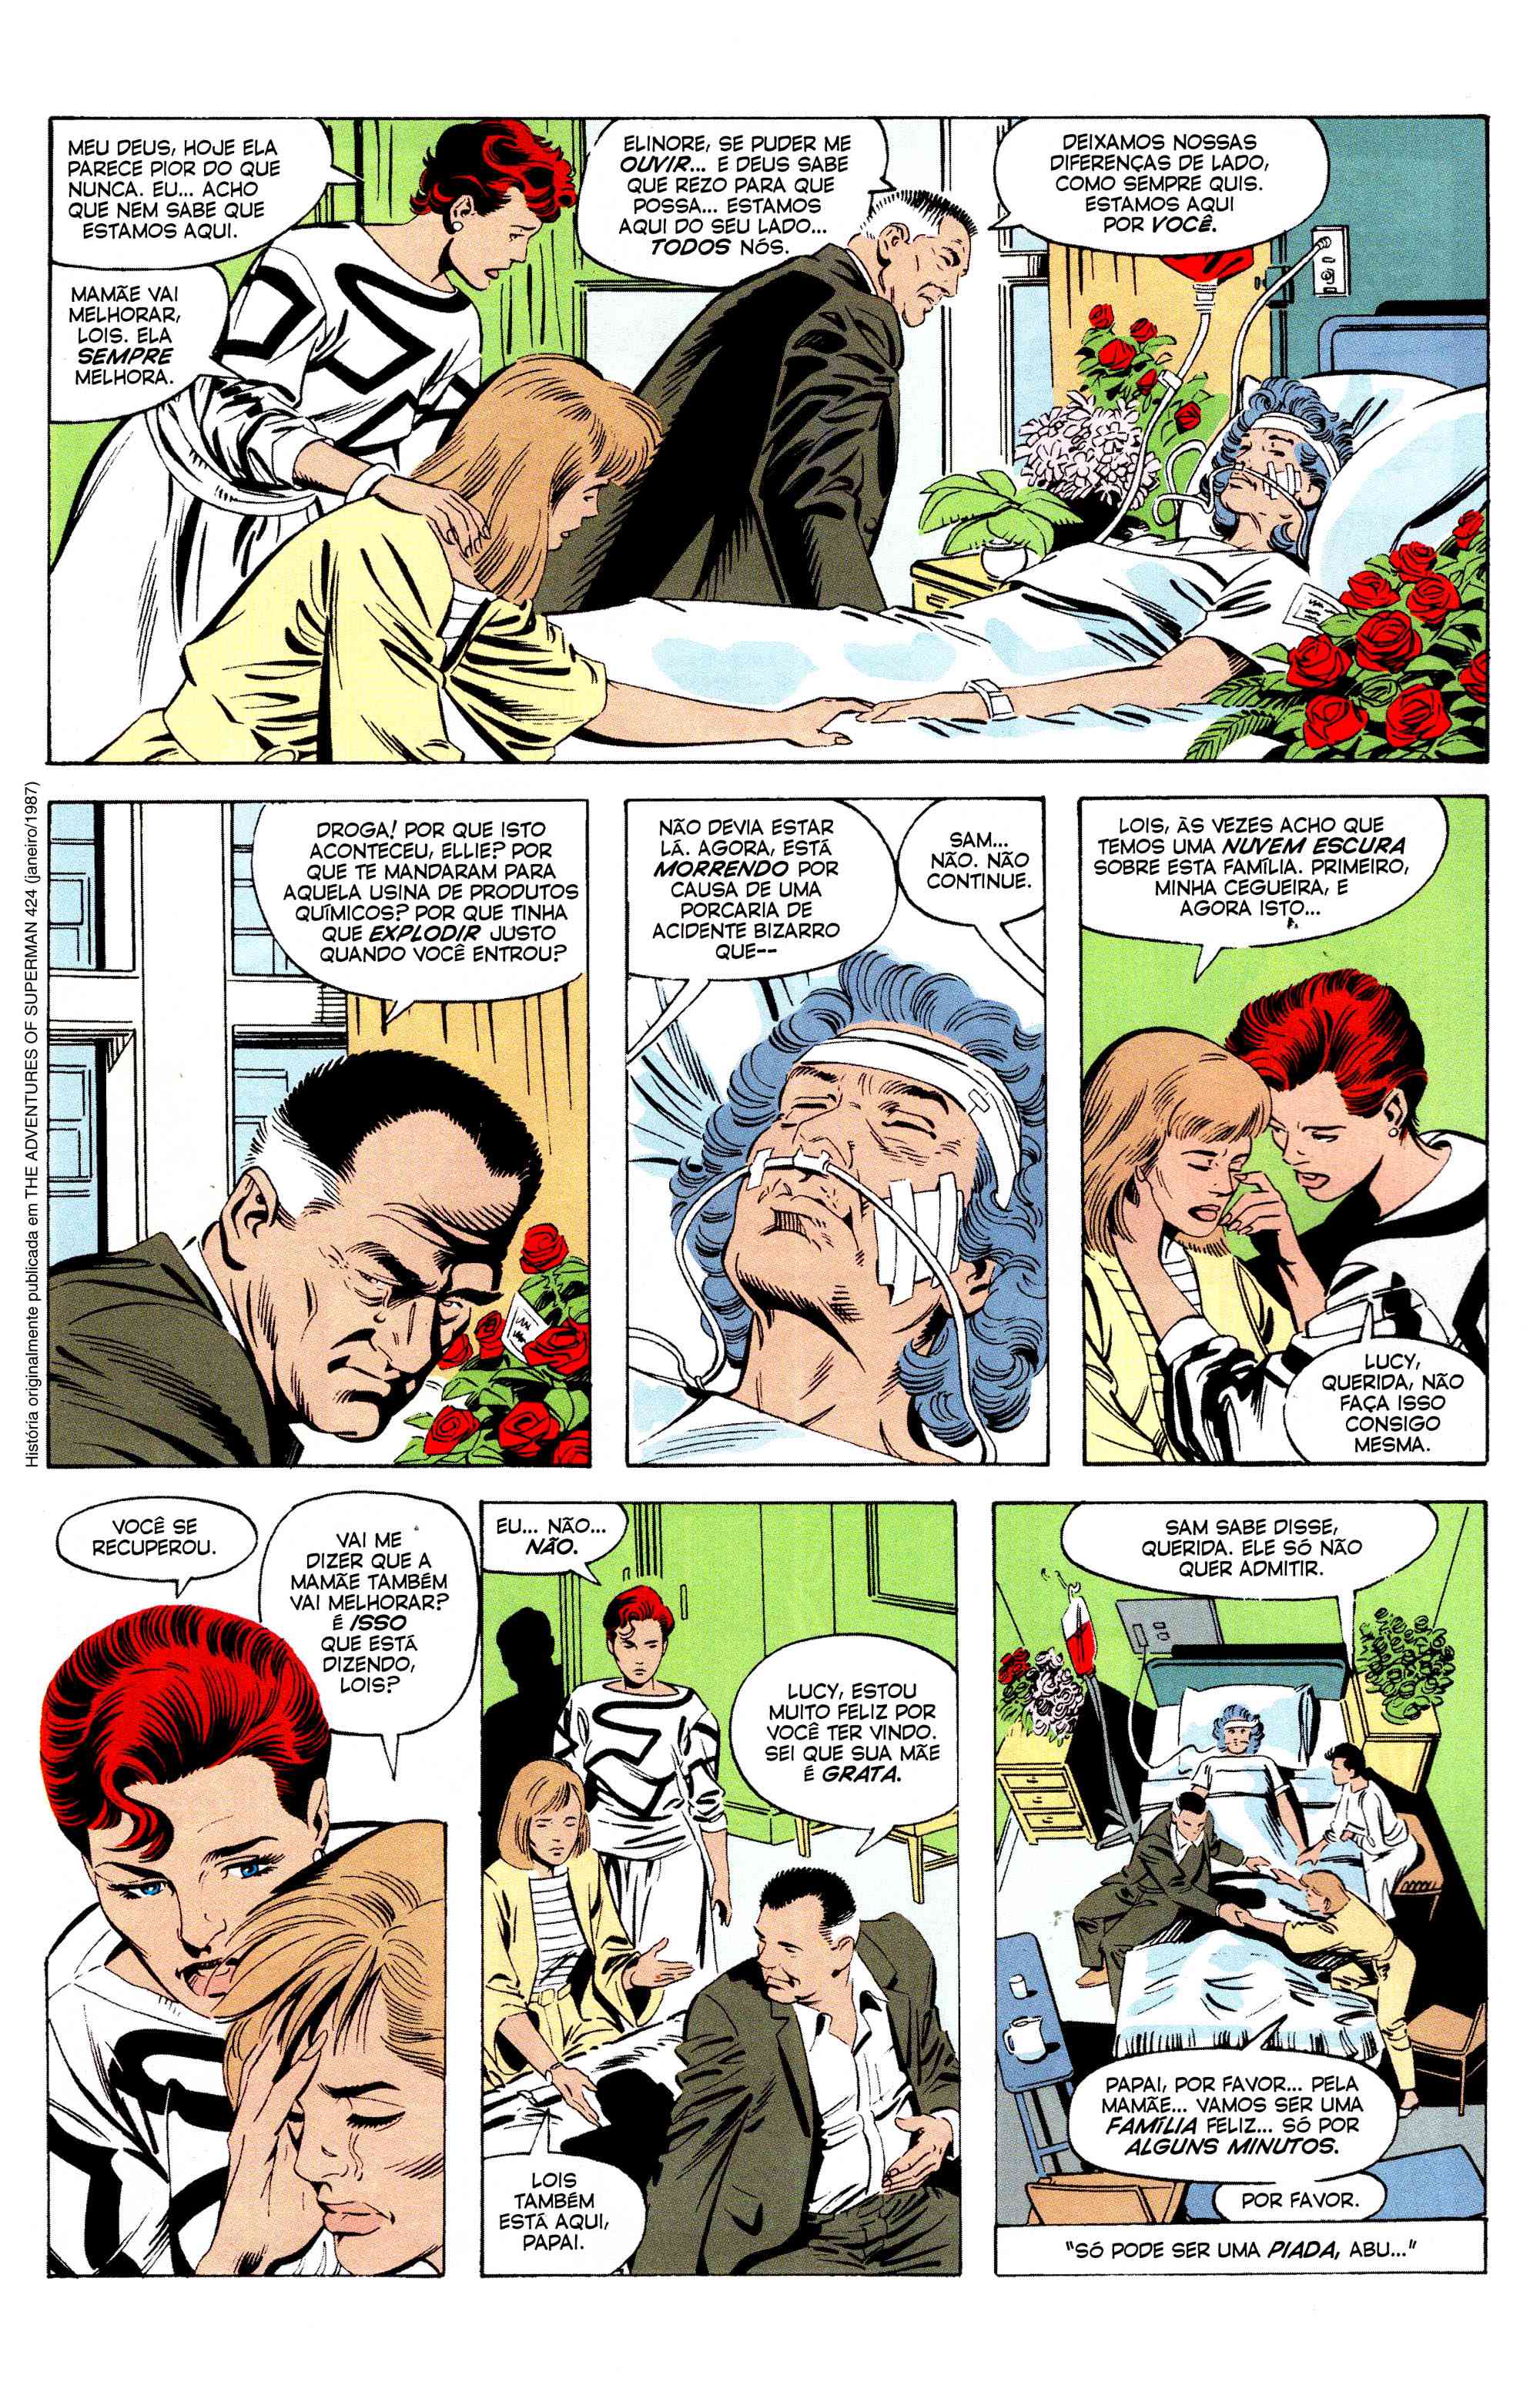 MEU DEUS, HOJE ELA
PARECE PIOR DO QUE
NUNCA. EU... ACHO
QUE NEM SABE QUE
ESTAMOS AQUI.
MAMÃE VAI
MELHORAR,
LOIS. ELA
SEMPRE
MELHORA.
ELINORE, SE PUDER ME
OUVIR... E DEUS SABE
QUE REZO PARA QUE
POSSA... ESTAMOS
AQUI DO SEU LADO...
TODOS NÓS.
DEIXAMOS NOSSAS
DIFERENÇAS DE LADO,
COMO SEMPRE QUIS.
ESTAMOS AQUI
POR VOCÊ.
História originalmente publicada em THE ADVENTURES OF SUPERMAN 424 (janeiro/1987)
DROGA! POR QUE ISTO
ACONTECEU, ELLIE? POR
QUE TE MANDARAM PARA
AQUELA USINA DE PRODUTOS
QUÍMICOS? POR QUE TINHA
QUE EXPLODIR JUSTO
QUANDO VOCÊ ENTROU?
NÃO DEVIA ESTAR
LÁ. AGORA, ESTÁ
MORRENDO POR
CAUSA DE UMA
PORCARIA DE
ACIDENTE BIZARRO
QUE--
SAM...
NÃO. NÃO
CONTINUE.
LOIS, ÀS VEZES ACHO QUE
TEMOS UMA NUVEM ESCURA
SOBRE ESTA FAMÍLIA. PRIMEIRO,
MINHA CEGUEIRA, E
AGORA ISTO...
LUCY,
QUERIDA, NÃO
FAÇA ISSO
CONSIGO
MESMA.
VOCÊ SE
RECUPEROU.
VAI ME
DIZER QUE A
MAMÃE TAMBÉM
VAI MELHORAR?
É ISSO
QUE ESTÁ
DIZENDO,
LOIS?
EU... NÃO...
NÃO.
LUCY, ESTOU
MUITO FELIZ POR
VOCÊ TER VINDO.
SEI QUE SUA MÃE
É GRATA.
LOIS
TAMBÉM
ESTÁ AQUI,
PAPAI.
SAM SABE DISSE,
QUERIDA. ELE SÓ NÃO
QUER ADMITIR.
PAPAI, POR FAVOR... PELA
MAMÃE... VAMOS SER UMA
FAMÍLIA FELIZ... SÓ POR
ALGUNS MINUTOS.
POR FAVOR.
"SÓ PODE SER UMA PIADA, ABU..."